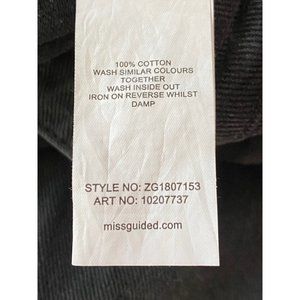 100% COTTON
WASH SIMILAR COLOURS
TOGETHER
WASH INSIDE OUT
IRON ON REVERSE WHILST
DAMP
STYLE NO: ZG1807153
ART NO: 10207737
missguided.com